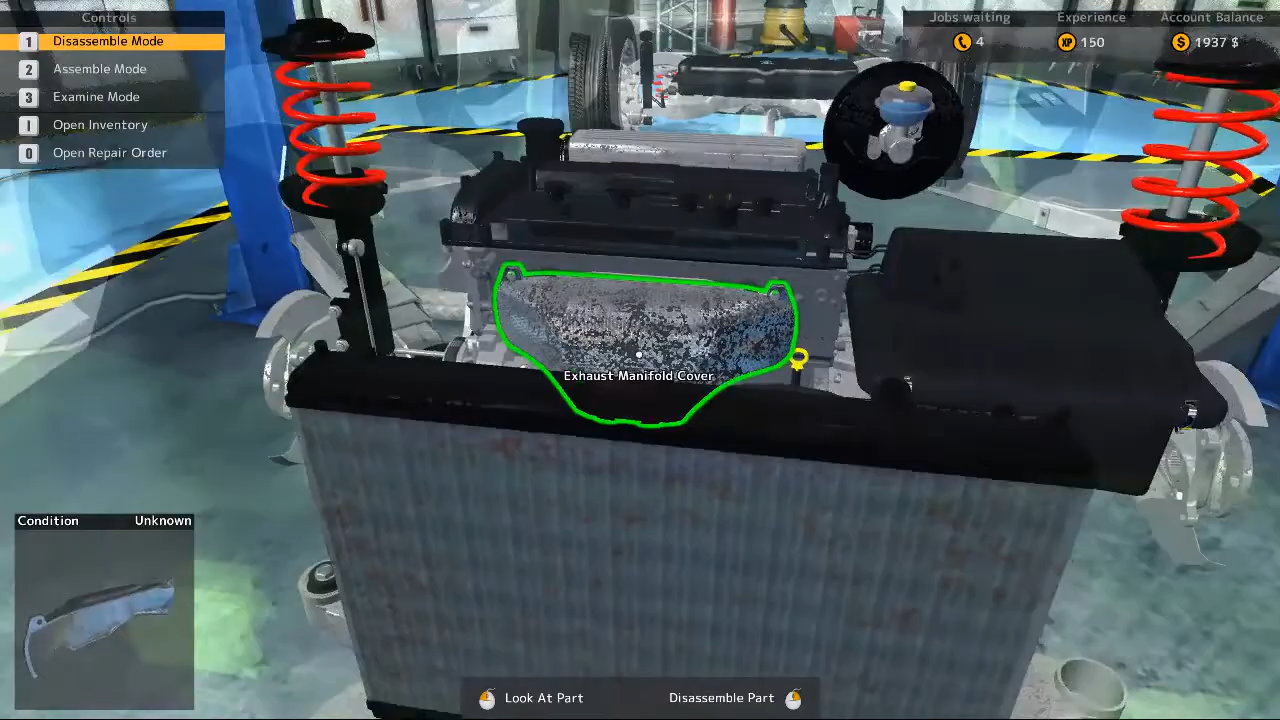 Controls
1 Disassemble Mode
2 Assemble Mode
3 Examine Mode
I Open Inventory
O Open Repair Order
Jobs waiting Experience Account Balance
4 XP 150 $ 1937 $
Exhaust Manifold Cover
Condition Unknown
Look At Part Disassemble Part